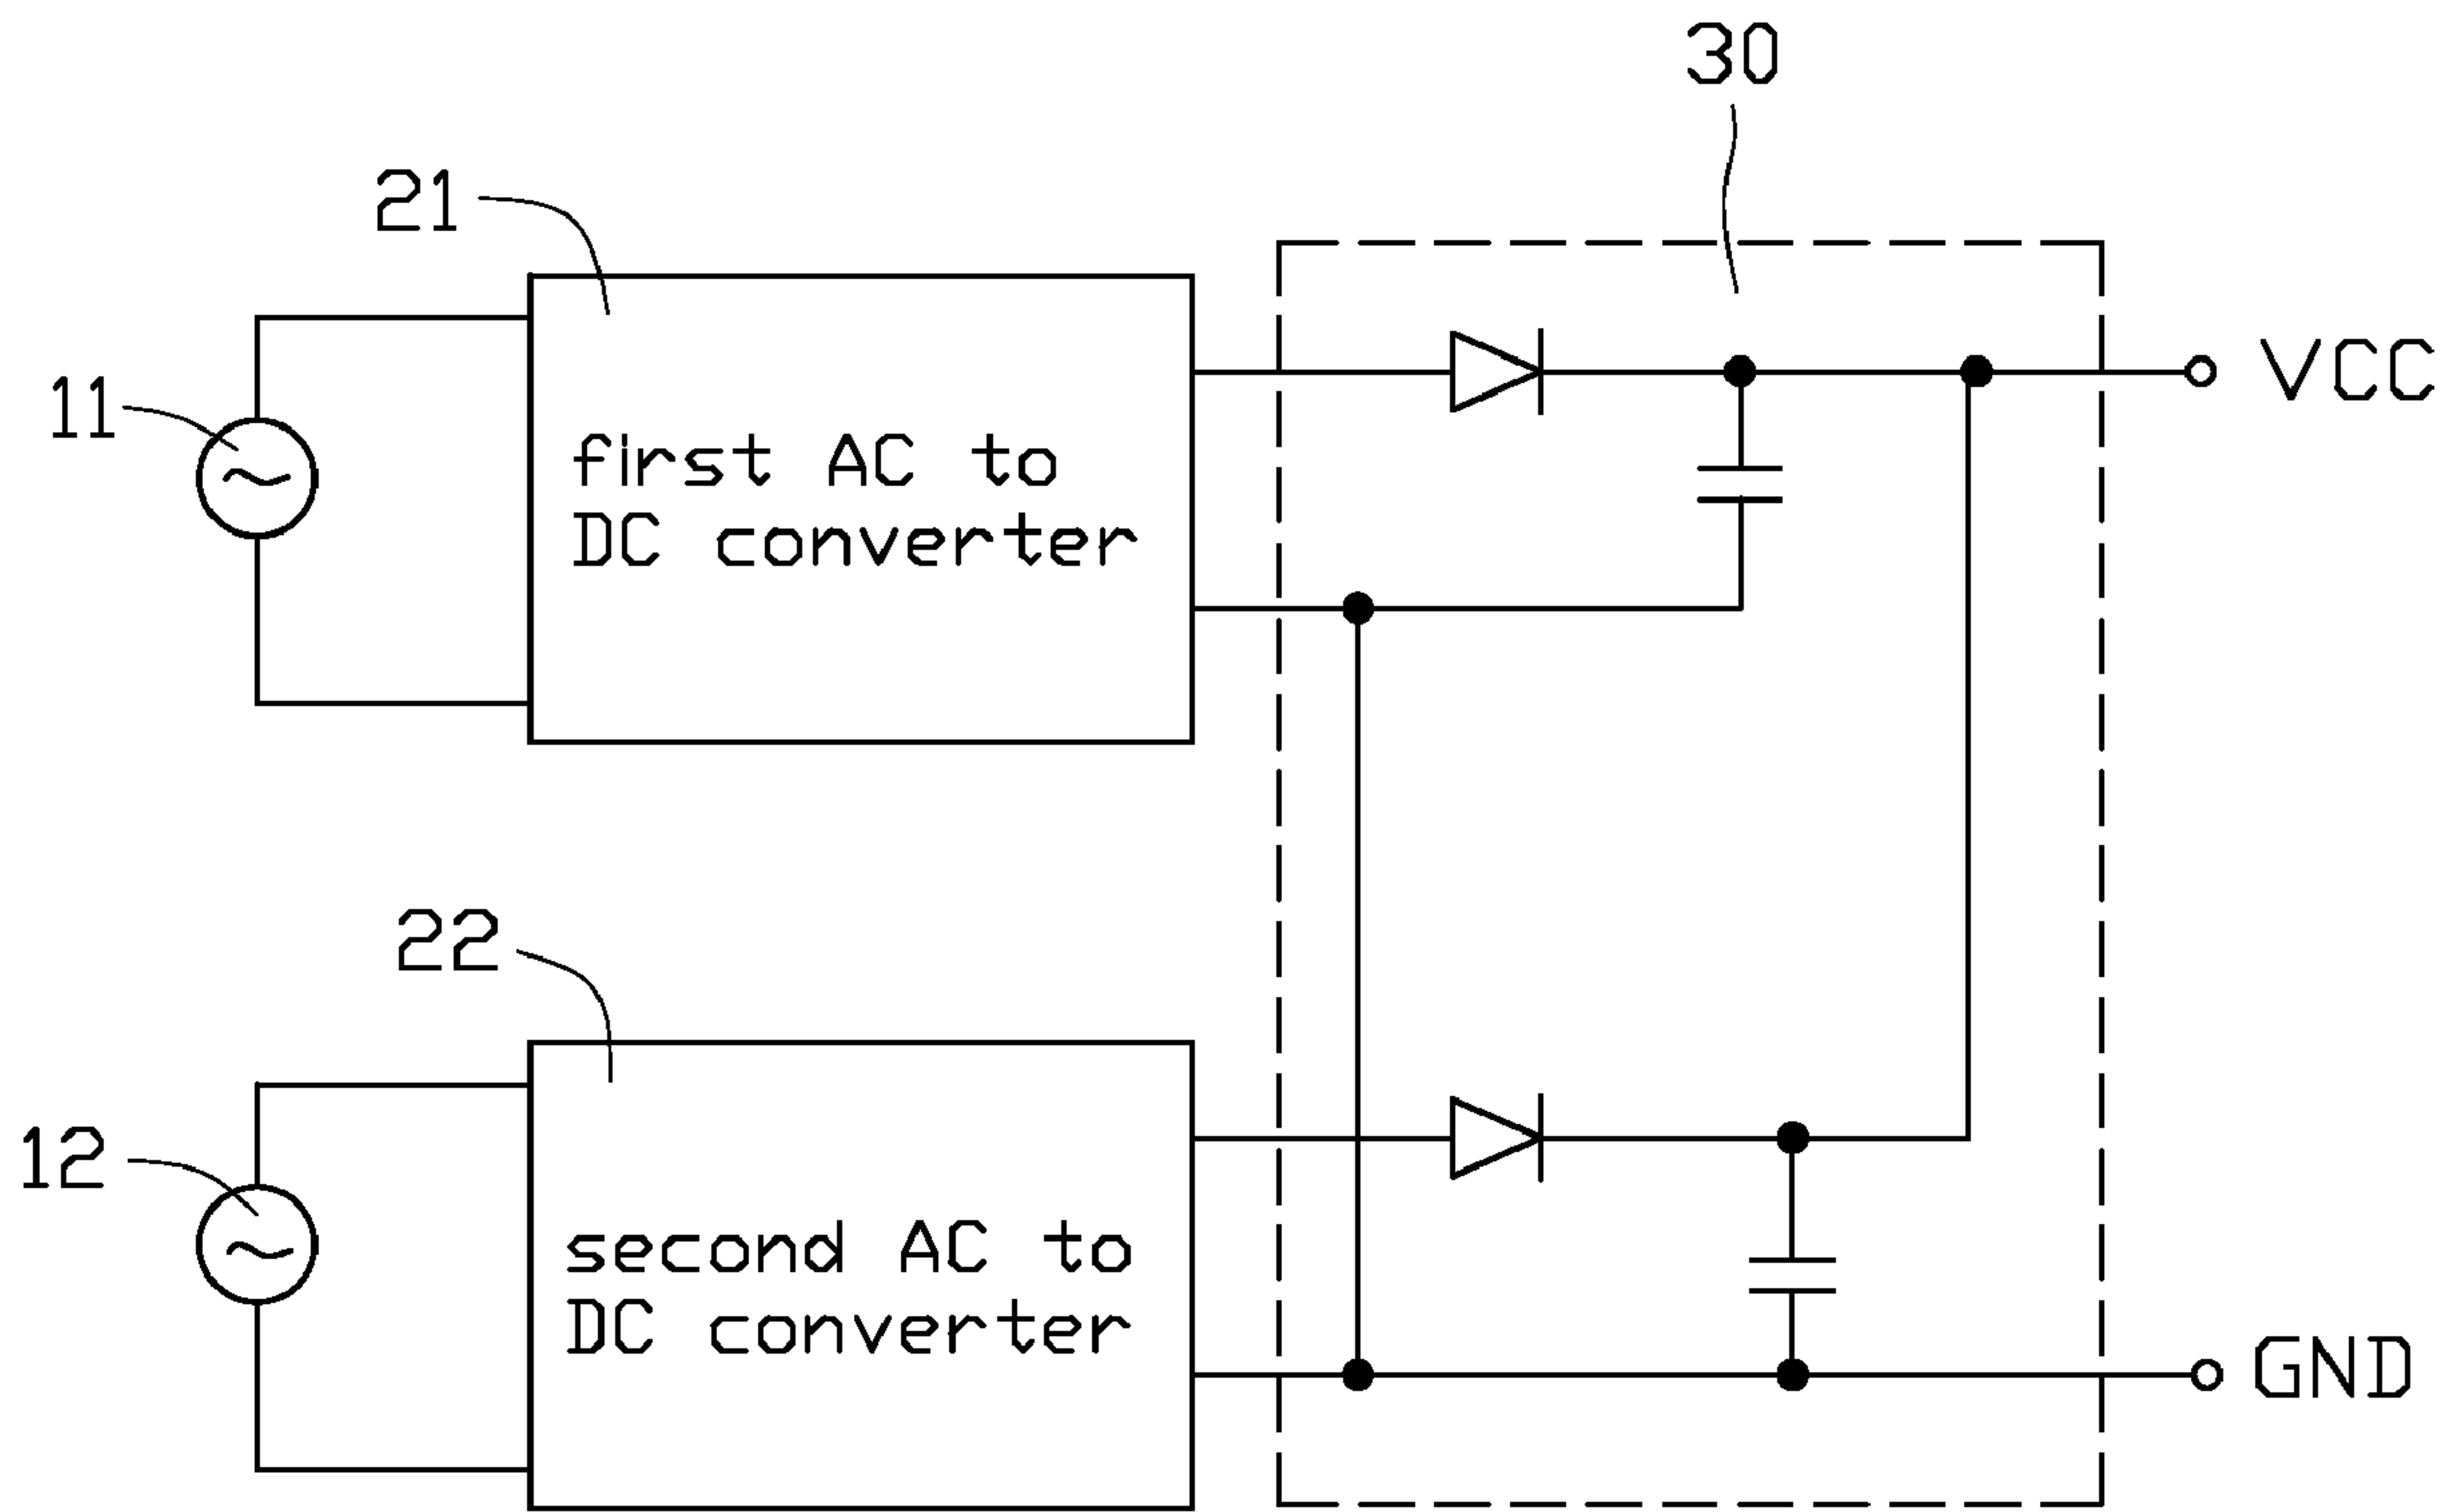 30
21
11
VCC
first AC to
DC converter
22
12
second AC to
DC converter
GND